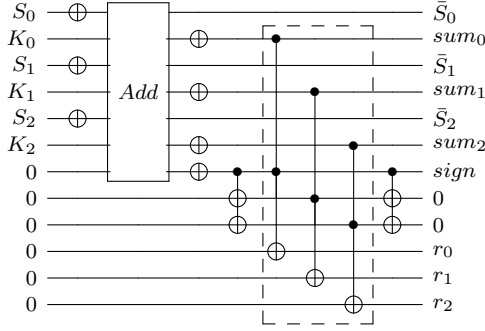 S₀ S̄₀
K₀ sum₀
S₁ S̄₁
K₁ Add sum₁
S₂ S̄₂
K₂ sum₂
0 sign
0 0
0 0
0 r₀
0 r₁
0 r₂